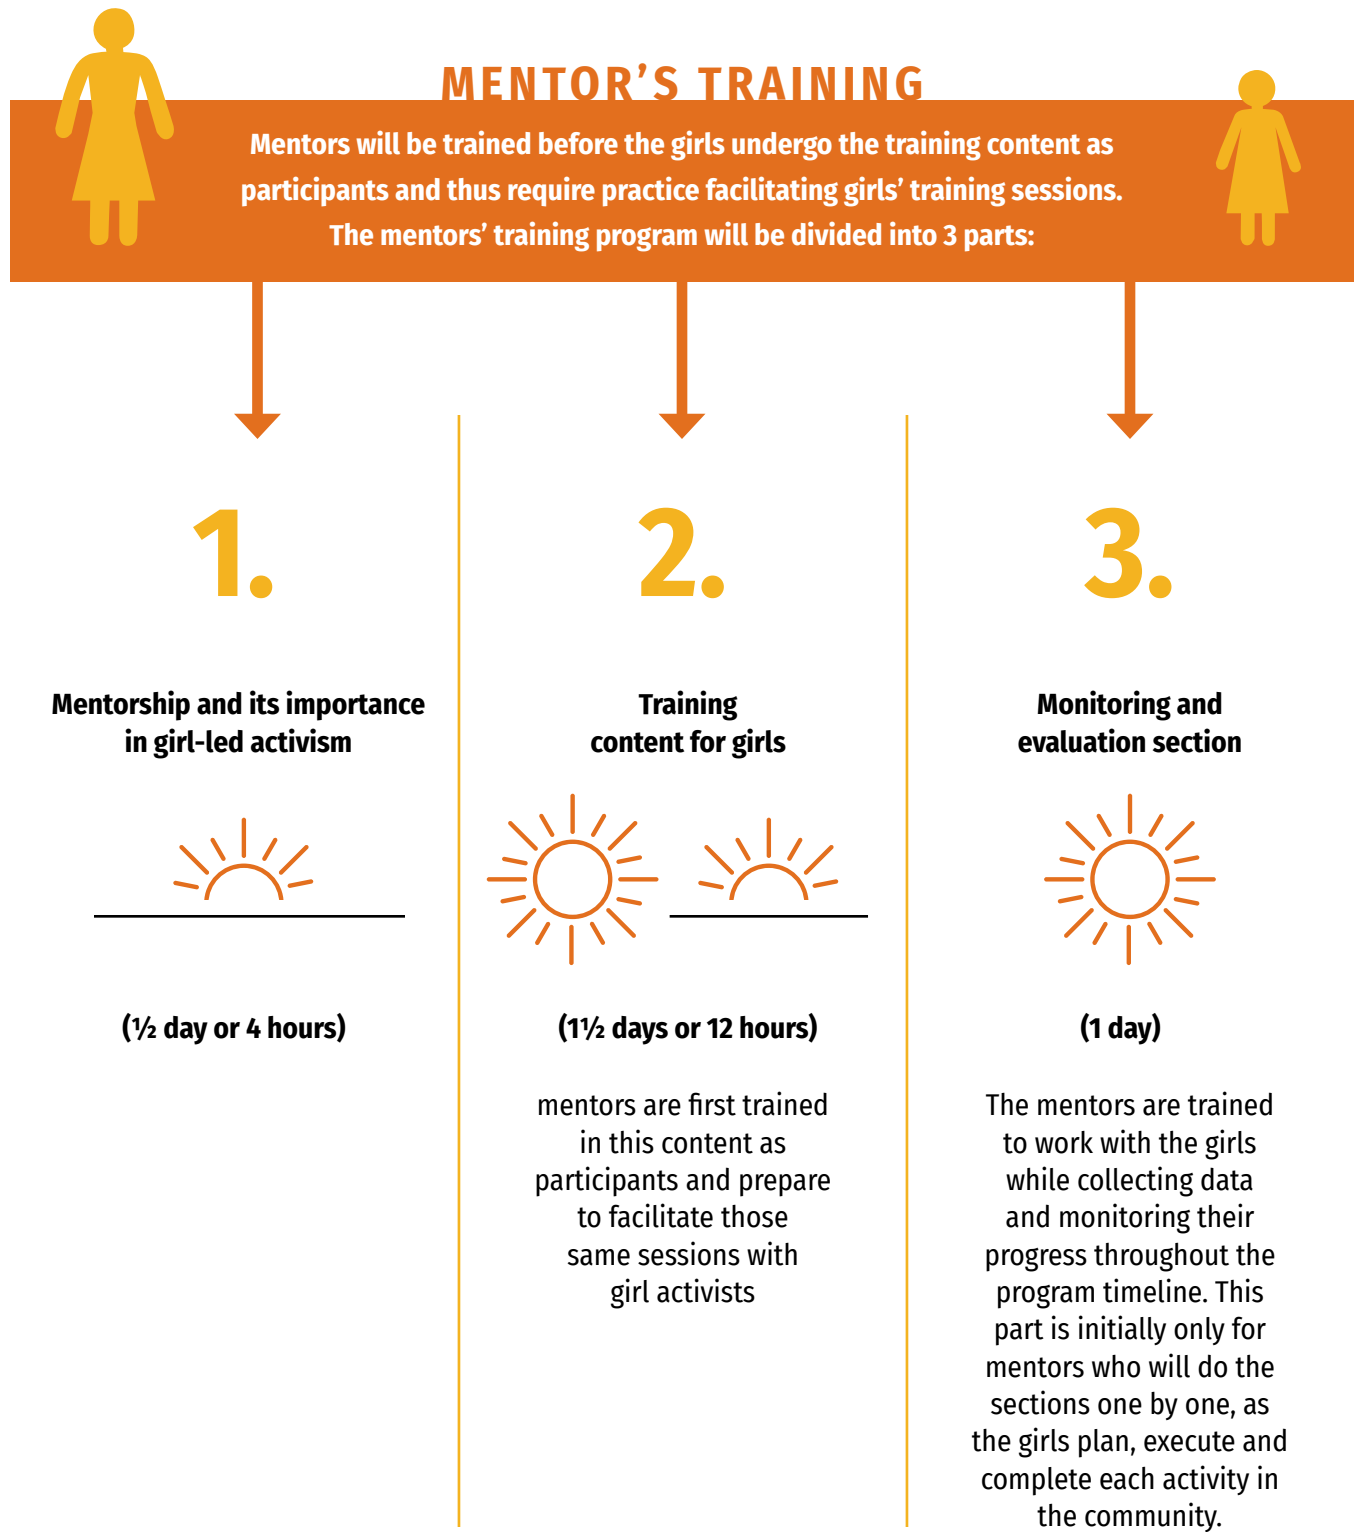 MENTOR’S TRAINING
Mentors will be trained before the girls undergo the training content as
participants and thus require practice facilitating girls’ training sessions.
The mentors’ training program will be divided into 3 parts:
1.
Mentorship and its importance
in girl-led activism
(½ day or 4 hours)
2.
Training
content for girls
(1½ days or 12 hours)
mentors are first trained
in this content as
participants and prepare
to facilitate those
same sessions with
girl activists
3.
Monitoring and
evaluation section
(1 day)
The mentors are trained
to work with the girls
while collecting data
and monitoring their
progress throughout the
program timeline. This
part is initially only for
mentors who will do the
sections one by one, as
the girls plan, execute and
complete each activity in
the community.